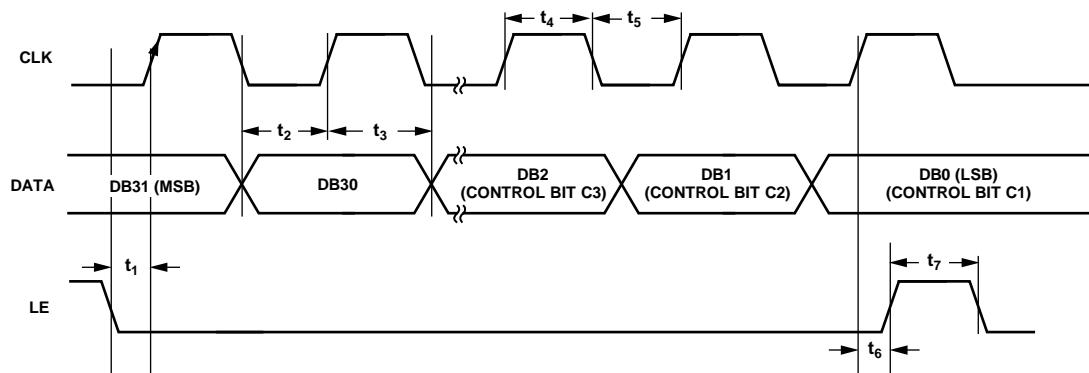 t4
t5
CLK
t2
t3
DATA
DB31 (MSB)
DB30
DB2
(CONTROL BIT C3)
DB1
(CONTROL BIT C2)
DB0 (LSB)
(CONTROL BIT C1)
t1
t7
LE
t6